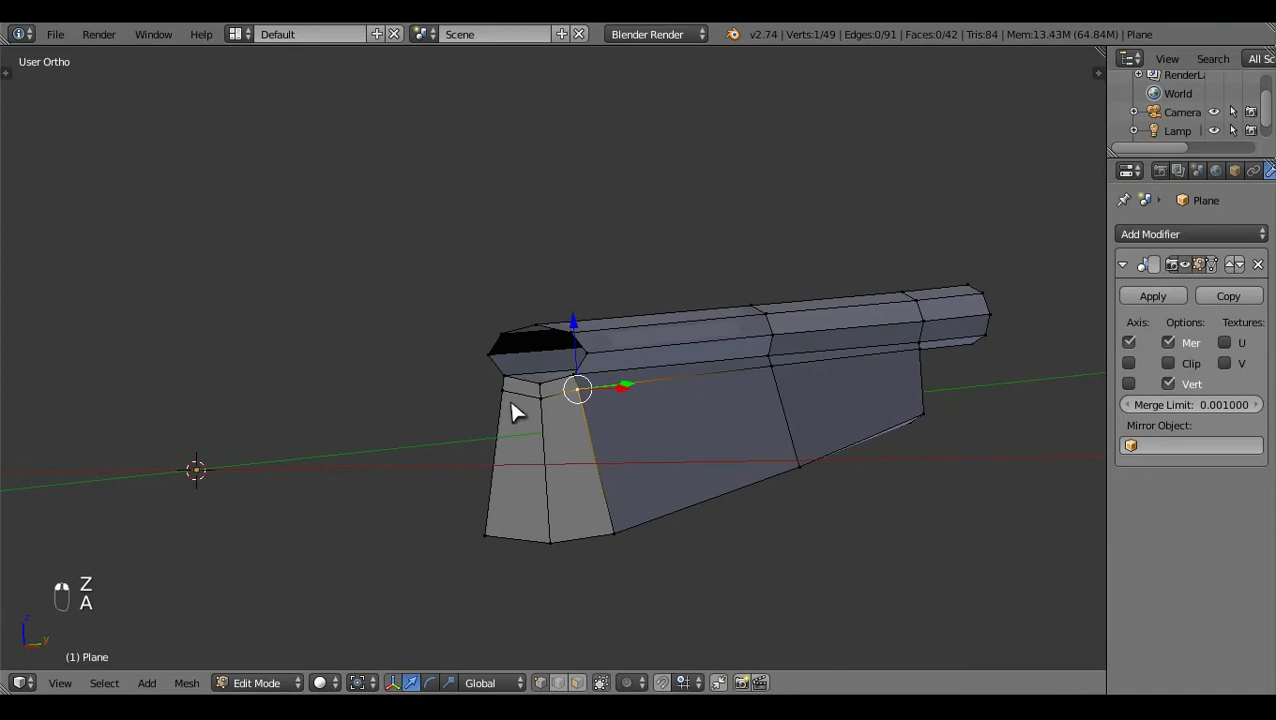 File Render Window Help Default Scene Blender Render v2.74 | Verts:1/49 | Edges:0/91 | Faces:0/42 | Tris:84 | Mem:13.43M (64.84M) | Plane
User Ortho
View Search All Sc
RenderLa
World
Camera
Lamp
Plane
Add Modifier
Apply Copy
Axis: Options: Textures:
Mer U
Clip V
Vert
Merge Limit: 0.001000
Mirror Object:
Z
A
z
y
(1) Plane
View Select Add Mesh Edit Mode Global